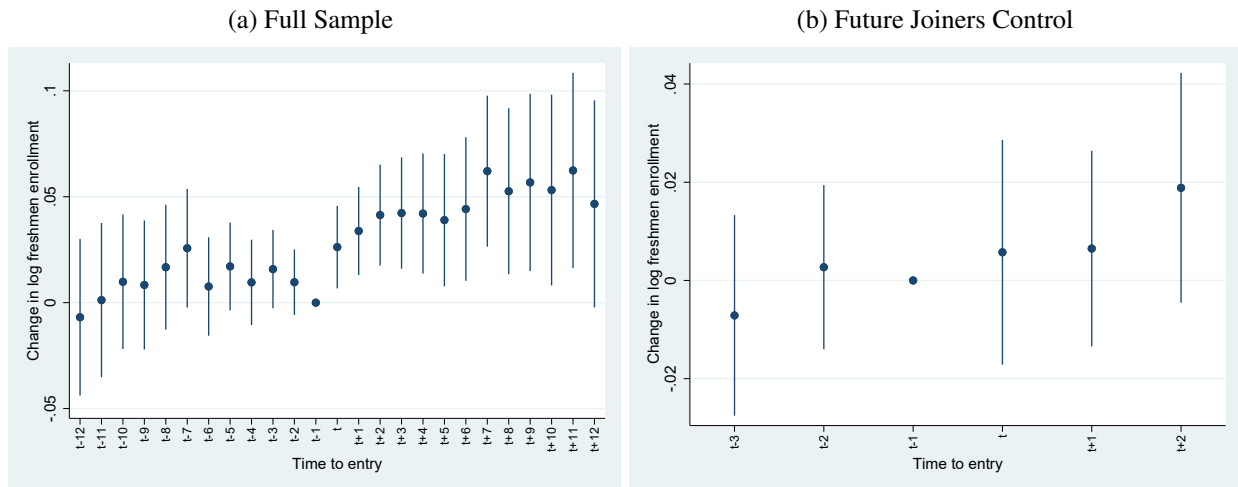 (a) Full Sample
Change in log freshmen enrollment
.1
.05
0
-.05
t-12 t-11 t-10 t-9 t-8 t-7 t-6 t-5 t-4 t-3 t-2 t-1 t t+1 t+2 t+3 t+4 t+5 t+6 t+7 t+8 t+9 t+10 t+11 t+12
Time to entry
(b) Future Joiners Control
Change in log freshmen enrollment
.04
.02
0
-.02
t-3 t-2 t-1 t t+1 t+2
Time to entry